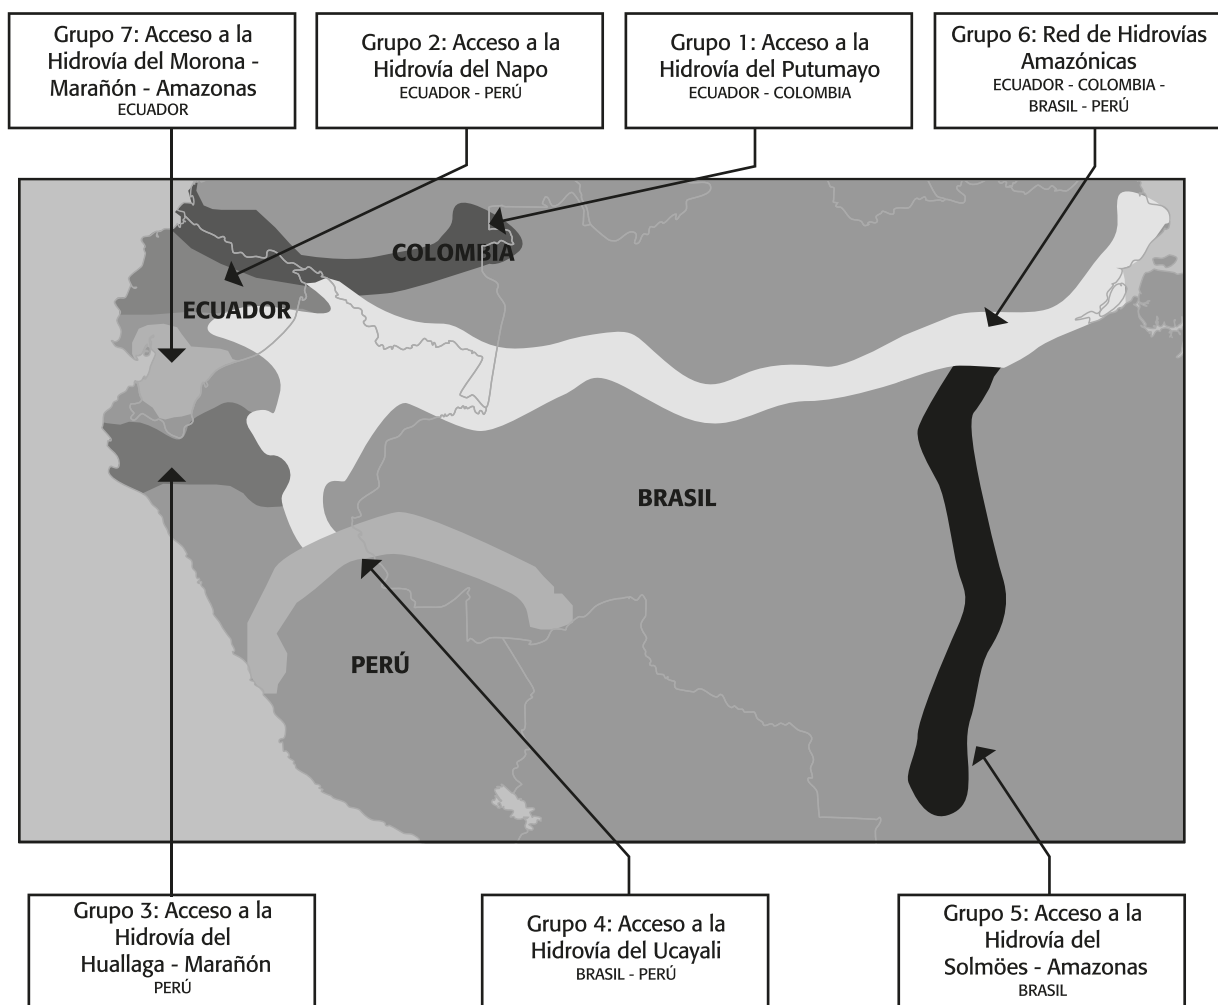 Grupo 7: Acceso a la
Hidrovía del Morona -
Marañón - Amazonas
ECUADOR
Grupo 2: Acceso a la
Hidrovía del Napo
ECUADOR - PERÚ
Grupo 1: Acceso a la
Hidrovía del Putumayo
ECUADOR - COLOMBIA
Grupo 6: Red de Hidrovías
Amazónicas
ECUADOR - COLOMBIA -
BRASIL - PERÚ
COLOMBIA
ECUADOR
BRASIL
PERÚ
Grupo 3: Acceso a la
Hidrovía del
Huallaga - Marañón
PERÚ
Grupo 4: Acceso a la
Hidrovía del Ucayali
BRASIL - PERÚ
Grupo 5: Acceso a la
Hidrovía del
Solmöes - Amazonas
BRASIL